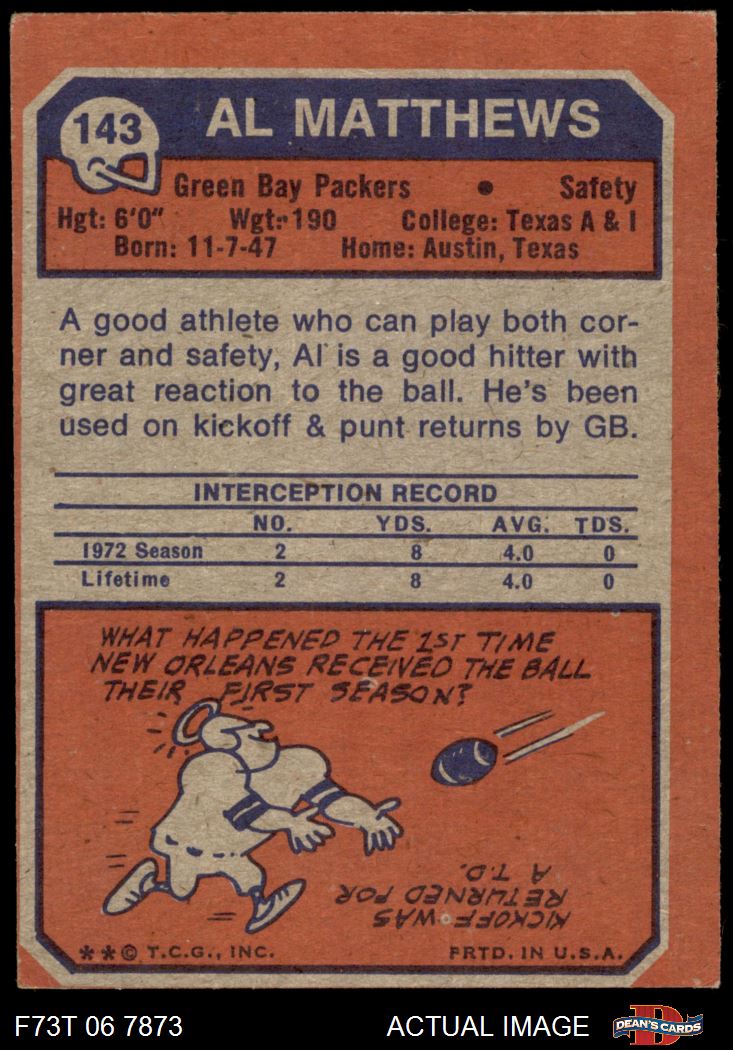 143
AL MATTHEWS
Green Bay Packers • Safety
Hgt: 6'0" Wgt: 190 College: Texas A & I
Born: 11-7-47 Home: Austin, Texas
A good athlete who can play both cor-
ner and safety, Al is a good hitter with
great reaction to the ball. He's been
used on kickoff & punt returns by GB.
INTERCEPTION RECORD
NO. YDS. AVG. TDS.
1972 Season 2 8 4.0 0
Lifetime 2 8 4.0 0
WHAT HAPPENED THE 1ST TIME
NEW ORLEANS RECEIVED THE BALL
THEIR FIRST SEASON?
KICKOFF WAS
RETURNED FOR
A T.D.
**© T.C.G., INC. PRTD. IN U.S.A.
F73T 06 7873 ACTUAL IMAGE
D
DEAN'S CARDS